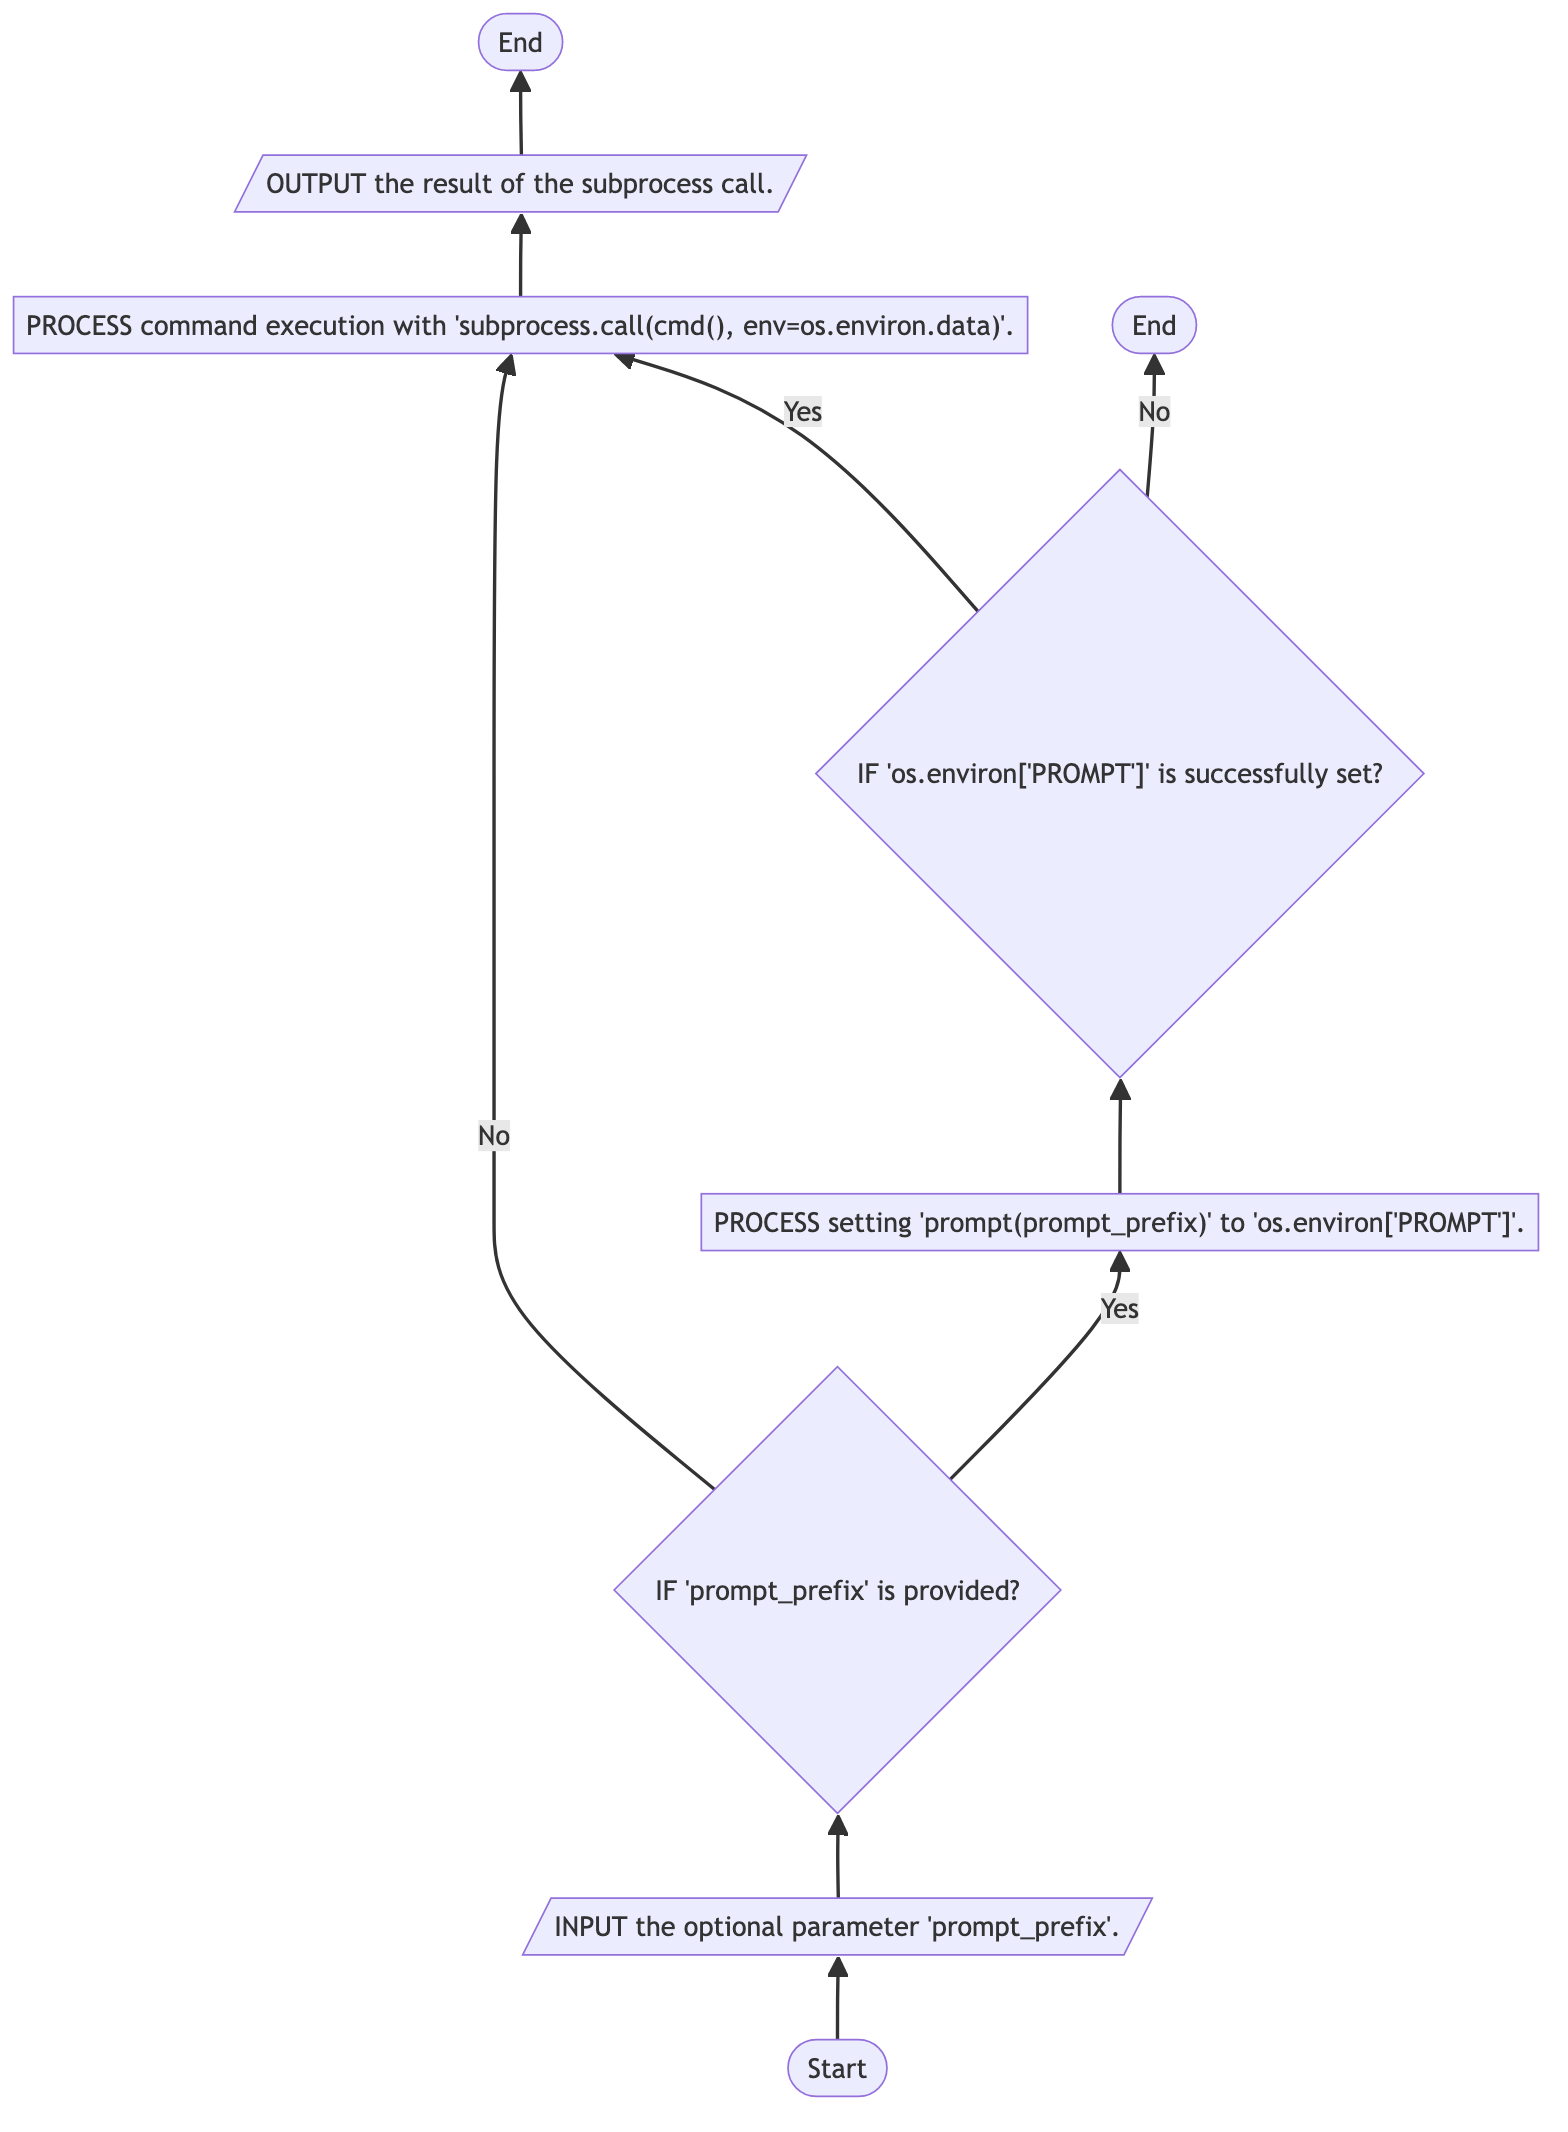 End
OUTPUT the result of the subprocess call.
PROCESS command execution with 'subprocess.call(cmd(), env=os.environ.data)'.
End
Yes
No
IF 'os.environ['PROMPT']' is successfully set?
No
PROCESS setting 'prompt(prompt_prefix)' to 'os.environ['PROMPT']'.
Yes
IF 'prompt_prefix' is provided?
INPUT the optional parameter 'prompt_prefix'.
Start